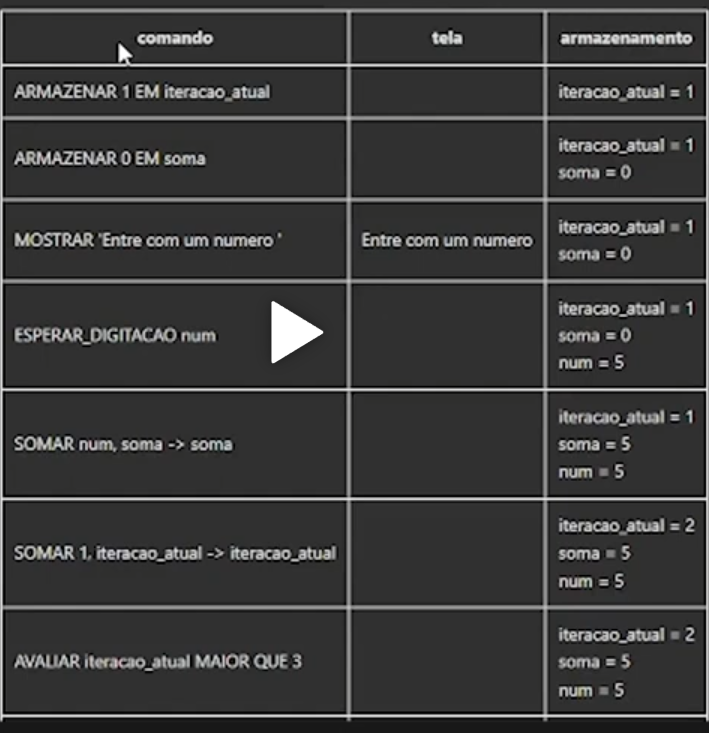 comando tela armazenamento
ARMAZENAR 1 EM iteracao_atual iteracao_atual = 1
ARMAZENAR 0 EM soma iteracao_atual = 1
soma = 0
MOSTRAR 'Entre com um numero ' Entre com um numero iteracao_atual = 1
soma = 0
ESPERAR_DIGITACAO num iteracao_atual = 1
soma = 0
num = 5
SOMAR num, soma -> soma iteracao_atual = 1
soma = 5
num = 5
SOMAR 1, iteracao_atual -> iteracao_atual iteracao_atual = 2
soma = 5
num = 5
AVALIAR iteracao_atual MAIOR QUE 3 iteracao_atual = 2
soma = 5
num = 5